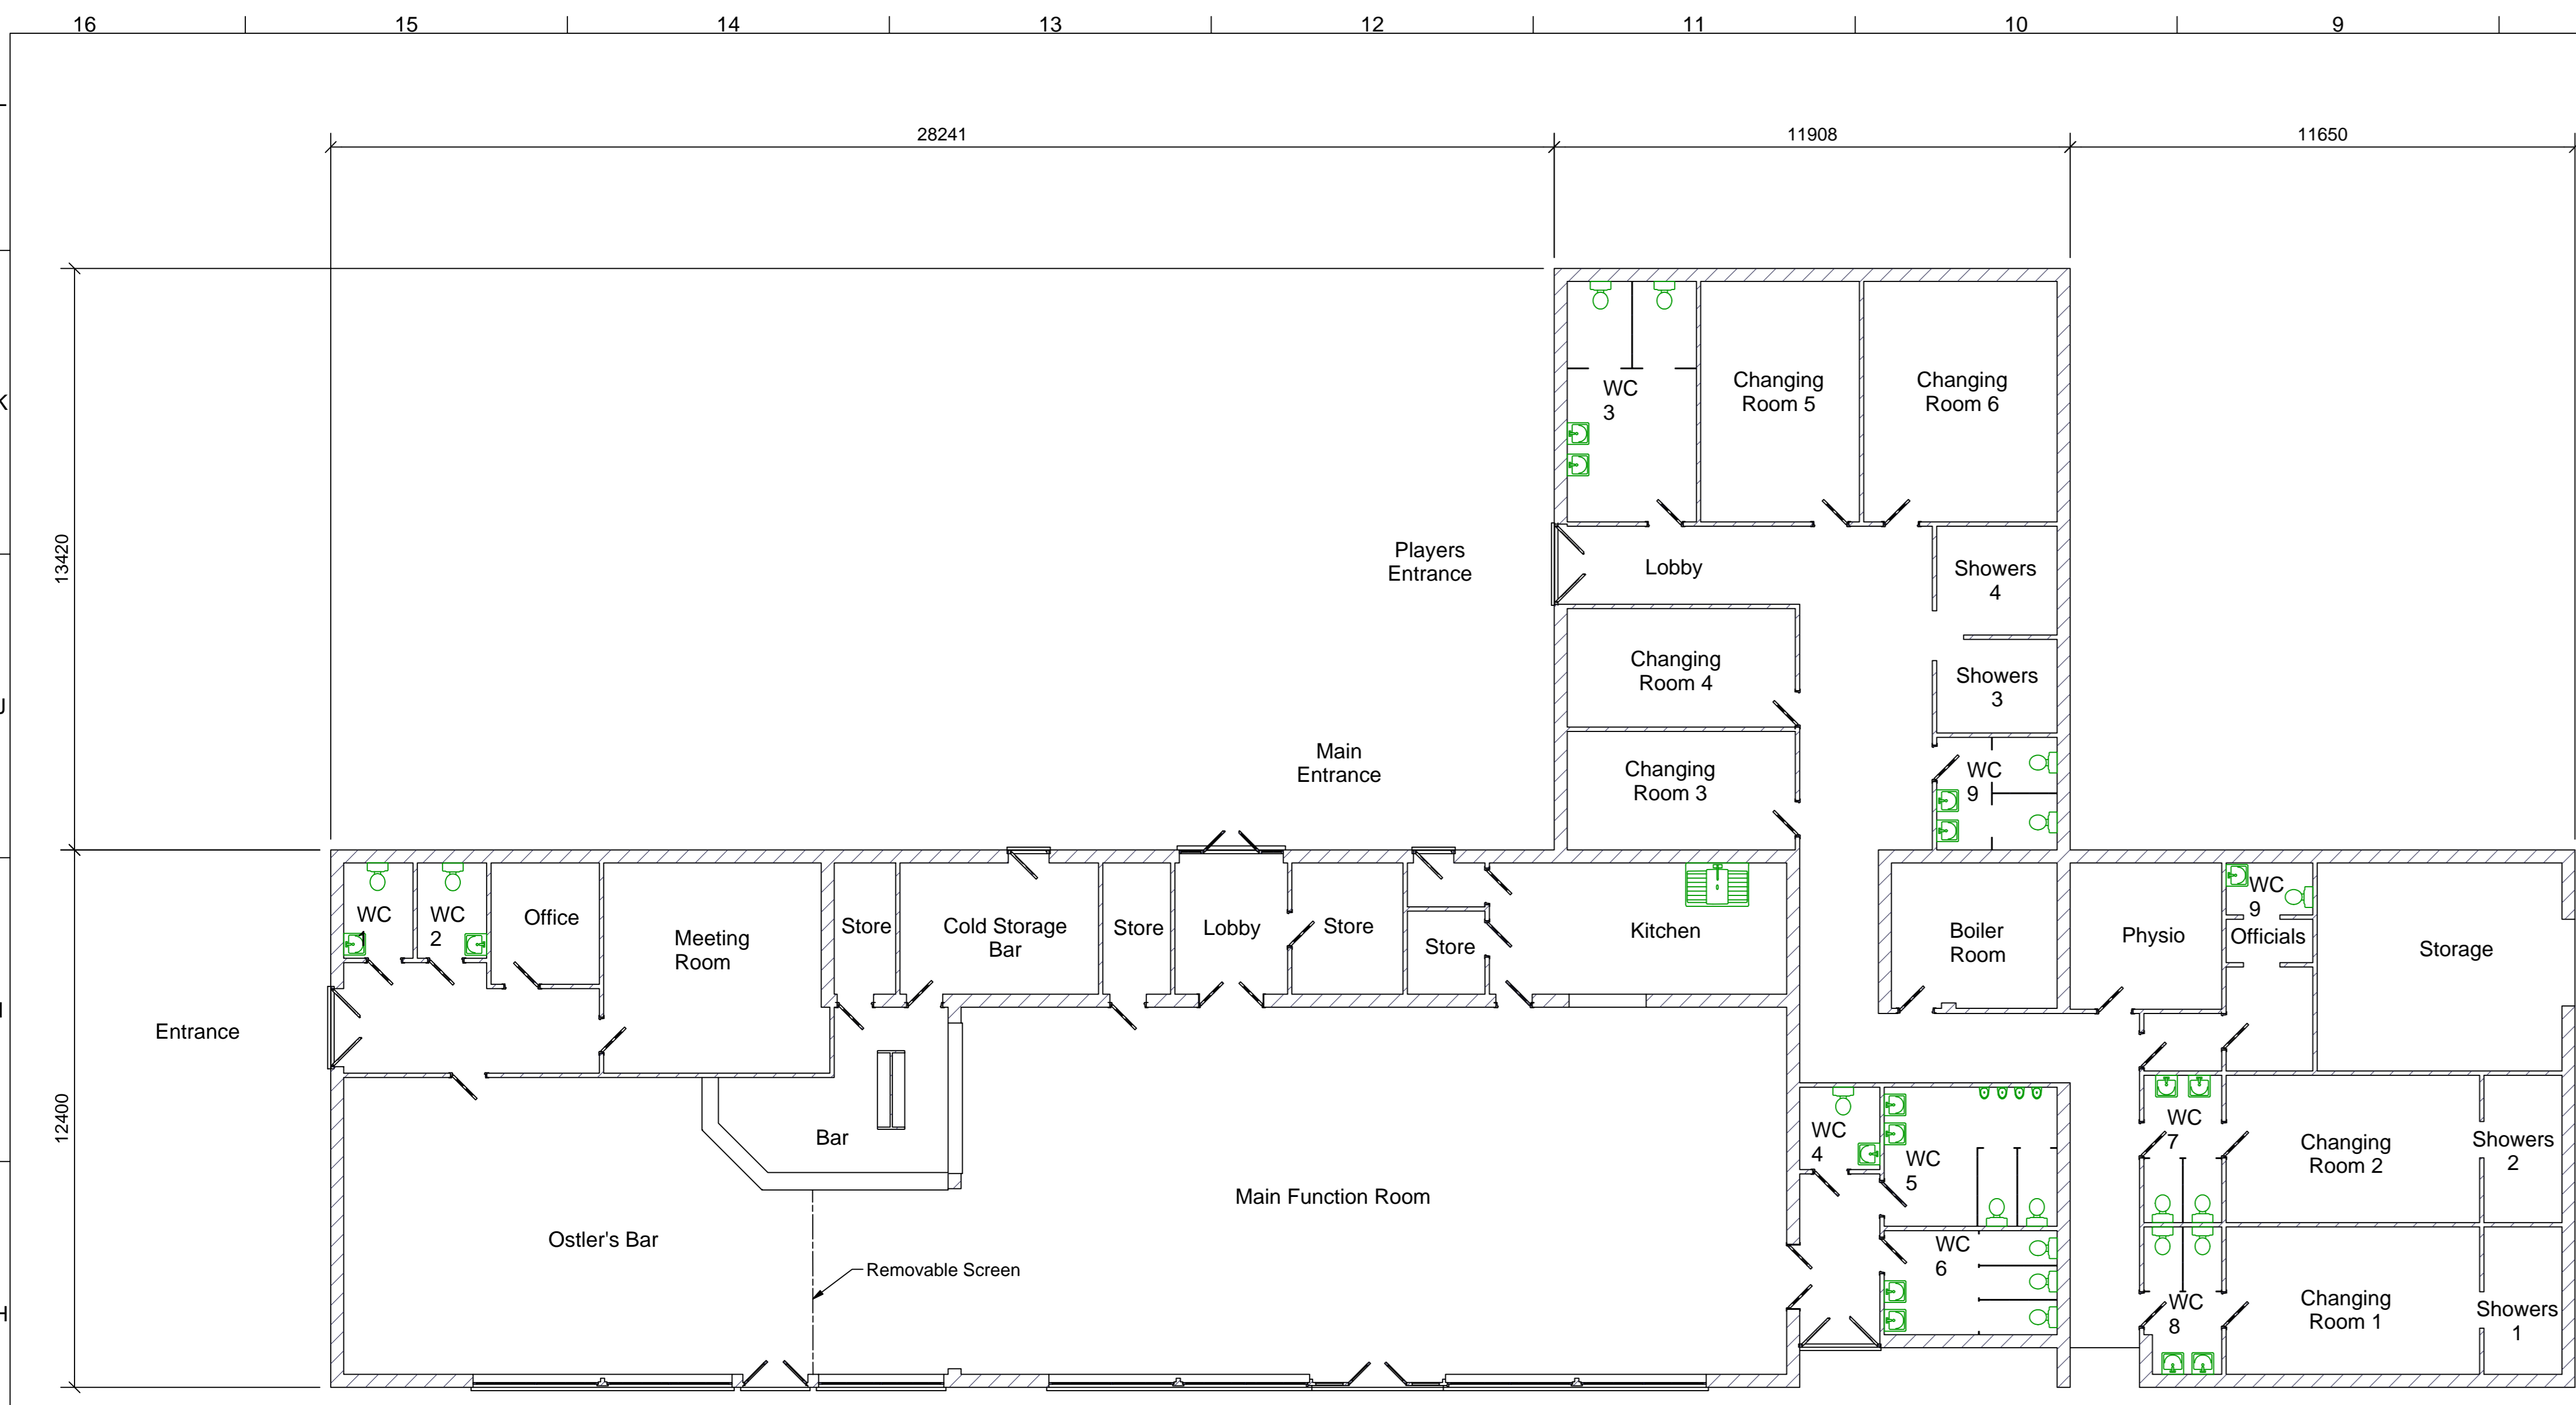 16 15 14 13 12 11 10 9
28241 11908 11650
K
WC
3
Changing
Room 5
Changing
Room 6
13420
Players
Entrance
Lobby
Showers
4
Changing
Room 4
Showers
3
J
Main
Entrance
Changing
Room 3
WC
9
WC
1
WC
2
Office
Meeting
Room
Store
Cold Storage
Bar
Store
Lobby
Store
Store
Kitchen
Boiler
Room
Physio
WC
9
Officials
Storage
Entrance
12400
Bar
WC
4
WC
5
WC
7
Changing
Room 2
Showers
2
Main Function Room
Ostler's Bar
Removable Screen
WC
6
H
WC
8
Changing
Room 1
Showers
1